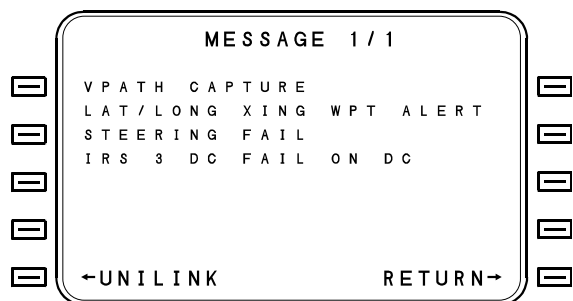 MESSAGE 1/1
VPATH CAPTURE
LAT/LONG XING WPT ALERT
STEERING FAIL
IRS 3 DC FAIL ON DC
←UNILINK RETURN→